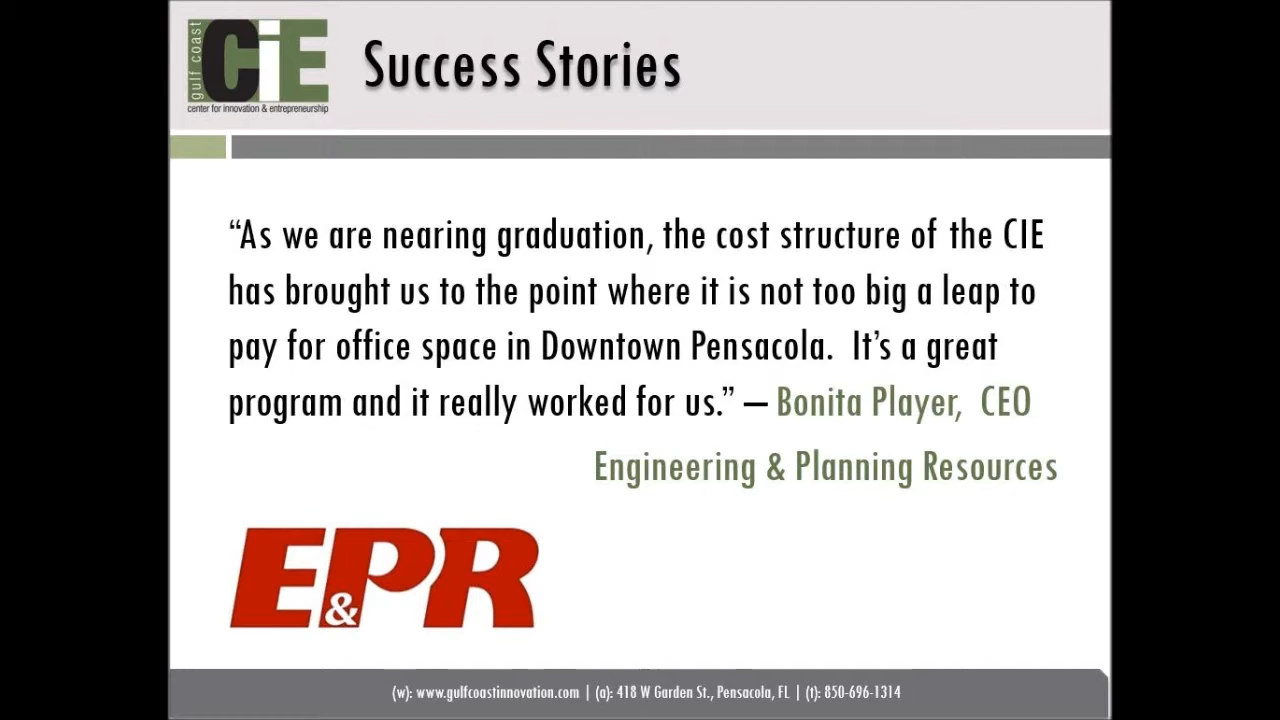 gulf coast
CiE
center for innovation & entrepreneurship
Success Stories
“As we are nearing graduation, the cost structure of the CIE
has brought us to the point where it is not too big a leap to
pay for office space in Downtown Pensacola.  It’s a great
program and it really worked for us.” – Bonita Player,  CEO
Engineering & Planning Resources
E&PR
(w): www.gulfcoastinnovation.com | (a): 418 W Garden St., Pensacola, FL | (t): 850-696-1314